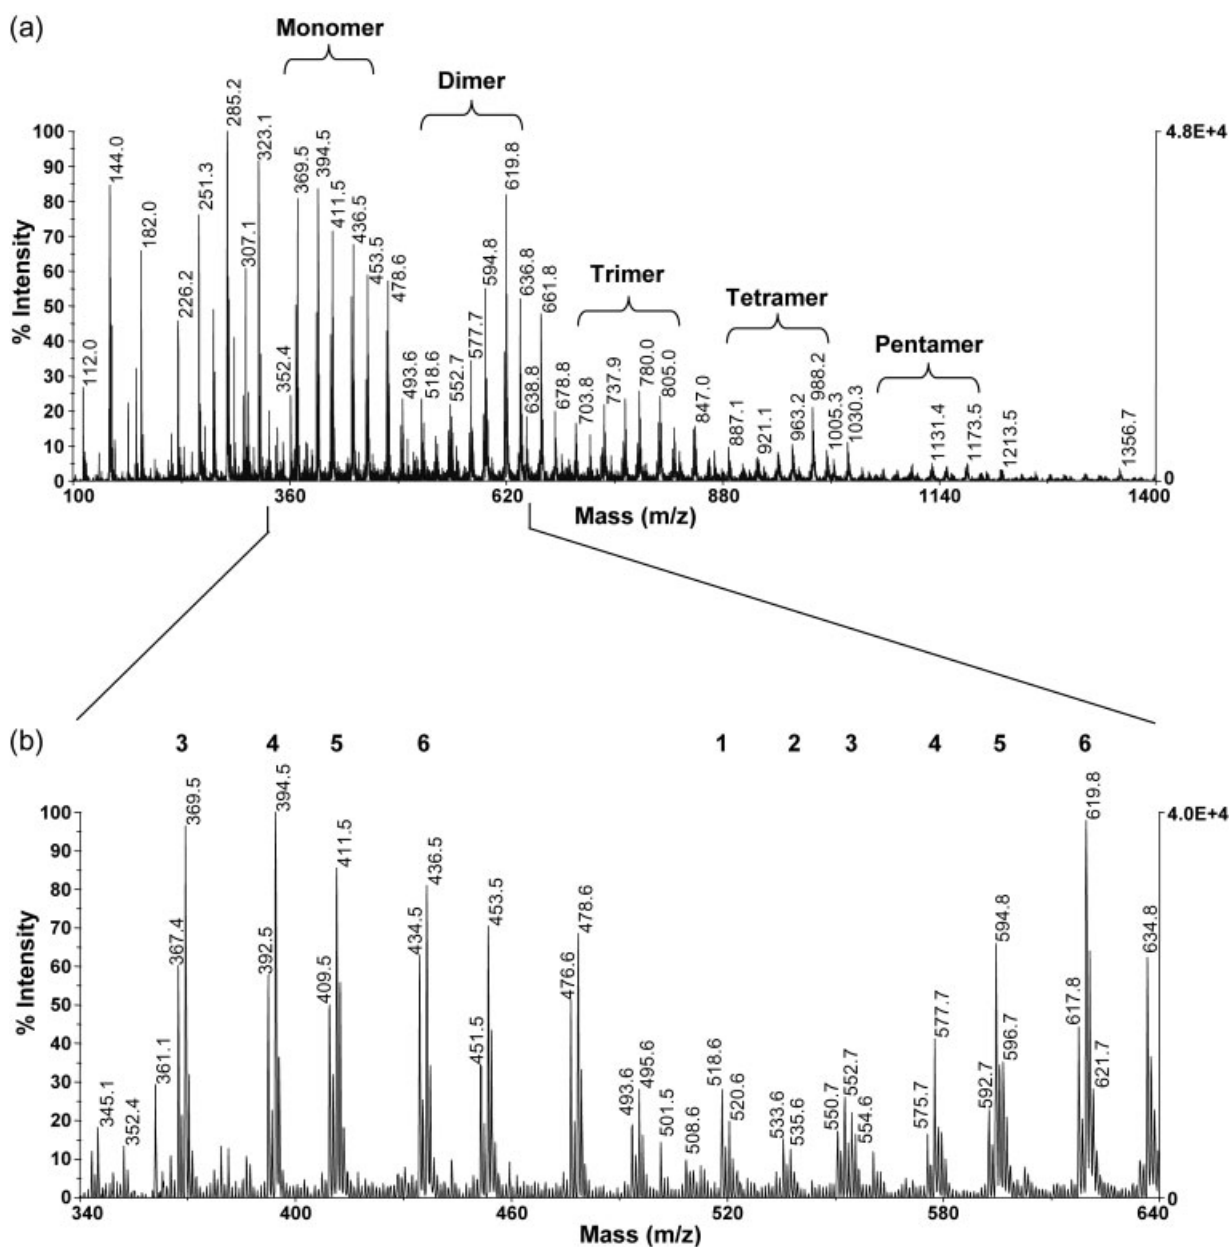 (a)
Monomer
Dimer
Trimer
Tetramer
Pentamer
100 4.8E+4
90
80
70
60
50
40
30
20
10
0 0
% Intensity
112.0 144.0 182.0 226.2 251.3 285.2 307.1 323.1 352.4 369.5 394.5 411.5 436.5 453.5 478.6 493.6 518.6 552.7 577.7 594.8 619.8 636.8 638.8 661.8 678.8 703.8 737.9 780.0 805.0 847.0 887.1 921.1 963.2 988.2 1005.3 1030.3 1131.4 1173.5 1213.5 1356.7
100 360 620 880 1140 1400
Mass (m/z)
(b)
3 4 5 6 1 2 3 4 5 6
100 4.0E+4
90
80
70
60
50
40
30
20
10
0 0
% Intensity
345.1 352.4 361.1 367.4 369.5 392.5 394.5 409.5 411.5 434.5 436.5 451.5 453.5 476.6 478.6 493.6 495.6 501.5 508.6 518.6 520.6 533.6 535.6 550.7 552.7 554.6 575.7 577.7 592.7 594.8 596.7 617.8 619.8 621.7 634.8
340 400 460 520 580 640
Mass (m/z)